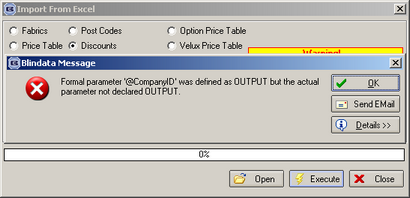 Import From Excel
Fabrics Post Codes Option Price Table
Price Table Discounts Velux Price Table
Blindata Message
Formal parameter '@CompanyID' was defined as OUTPUT but the actual
parameter not declared OUTPUT.
OK
Send EMail
Details >>
0%
Open Execute Close